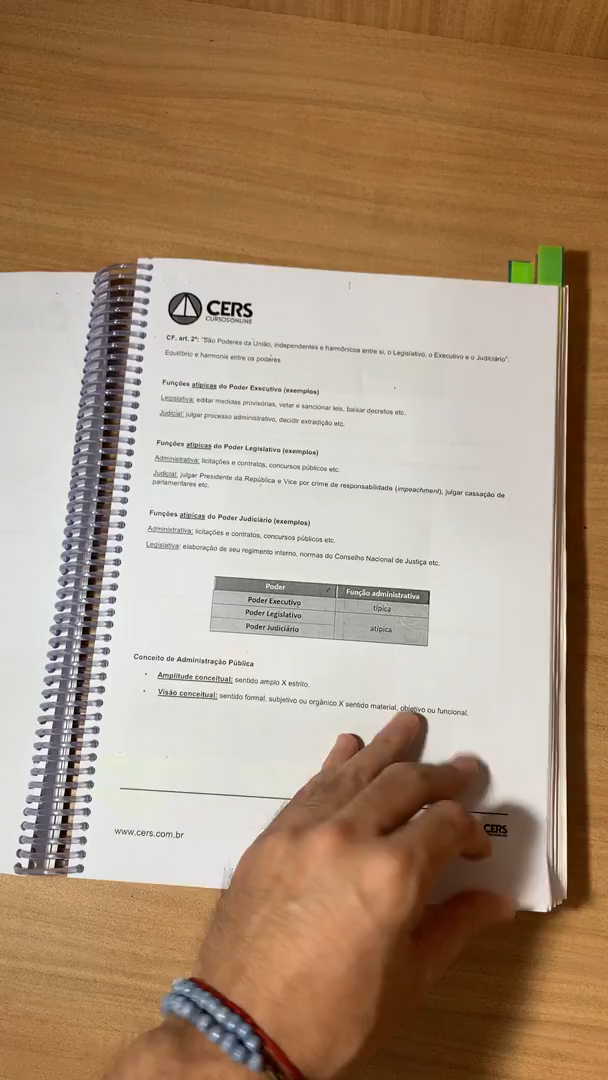 CERS
CURSOS ONLINE
CF, art. 2º: "São Poderes da União, independentes e harmônicos entre si, o Legislativo, o Executivo e o Judiciário".
Equilíbrio e harmonia entre os poderes
Funções atípicas do Poder Executivo (exemplos)
Legislativa: editar medidas provisórias, vetar e sancionar leis, baixar decretos etc.
Judicial: julgar processo administrativo, decidir extradição etc.
Funções atípicas do Poder Legislativo (exemplos)
Administrativa: licitações e contratos, concursos públicos etc.
Judicial: julgar Presidente da República e Vice por crime de responsabilidade (impeachment), julgar cassação de
parlamentares etc.
Funções atípicas do Poder Judiciário (exemplos)
Administrativa: licitações e contratos, concursos públicos etc.
Legislativa: elaboração de seu regimento interno, normas do Conselho Nacional de Justiça etc.
Poder Função administrativa
Poder Executivo típica
Poder Legislativo
Poder Judiciário atípica
Conceito de Administração Pública
• Amplitude conceitual: sentido amplo X estrito.
• Visão conceitual: sentido formal, subjetivo ou orgânico X sentido material, objetivo ou funcional.
www.cers.com.br
CERS